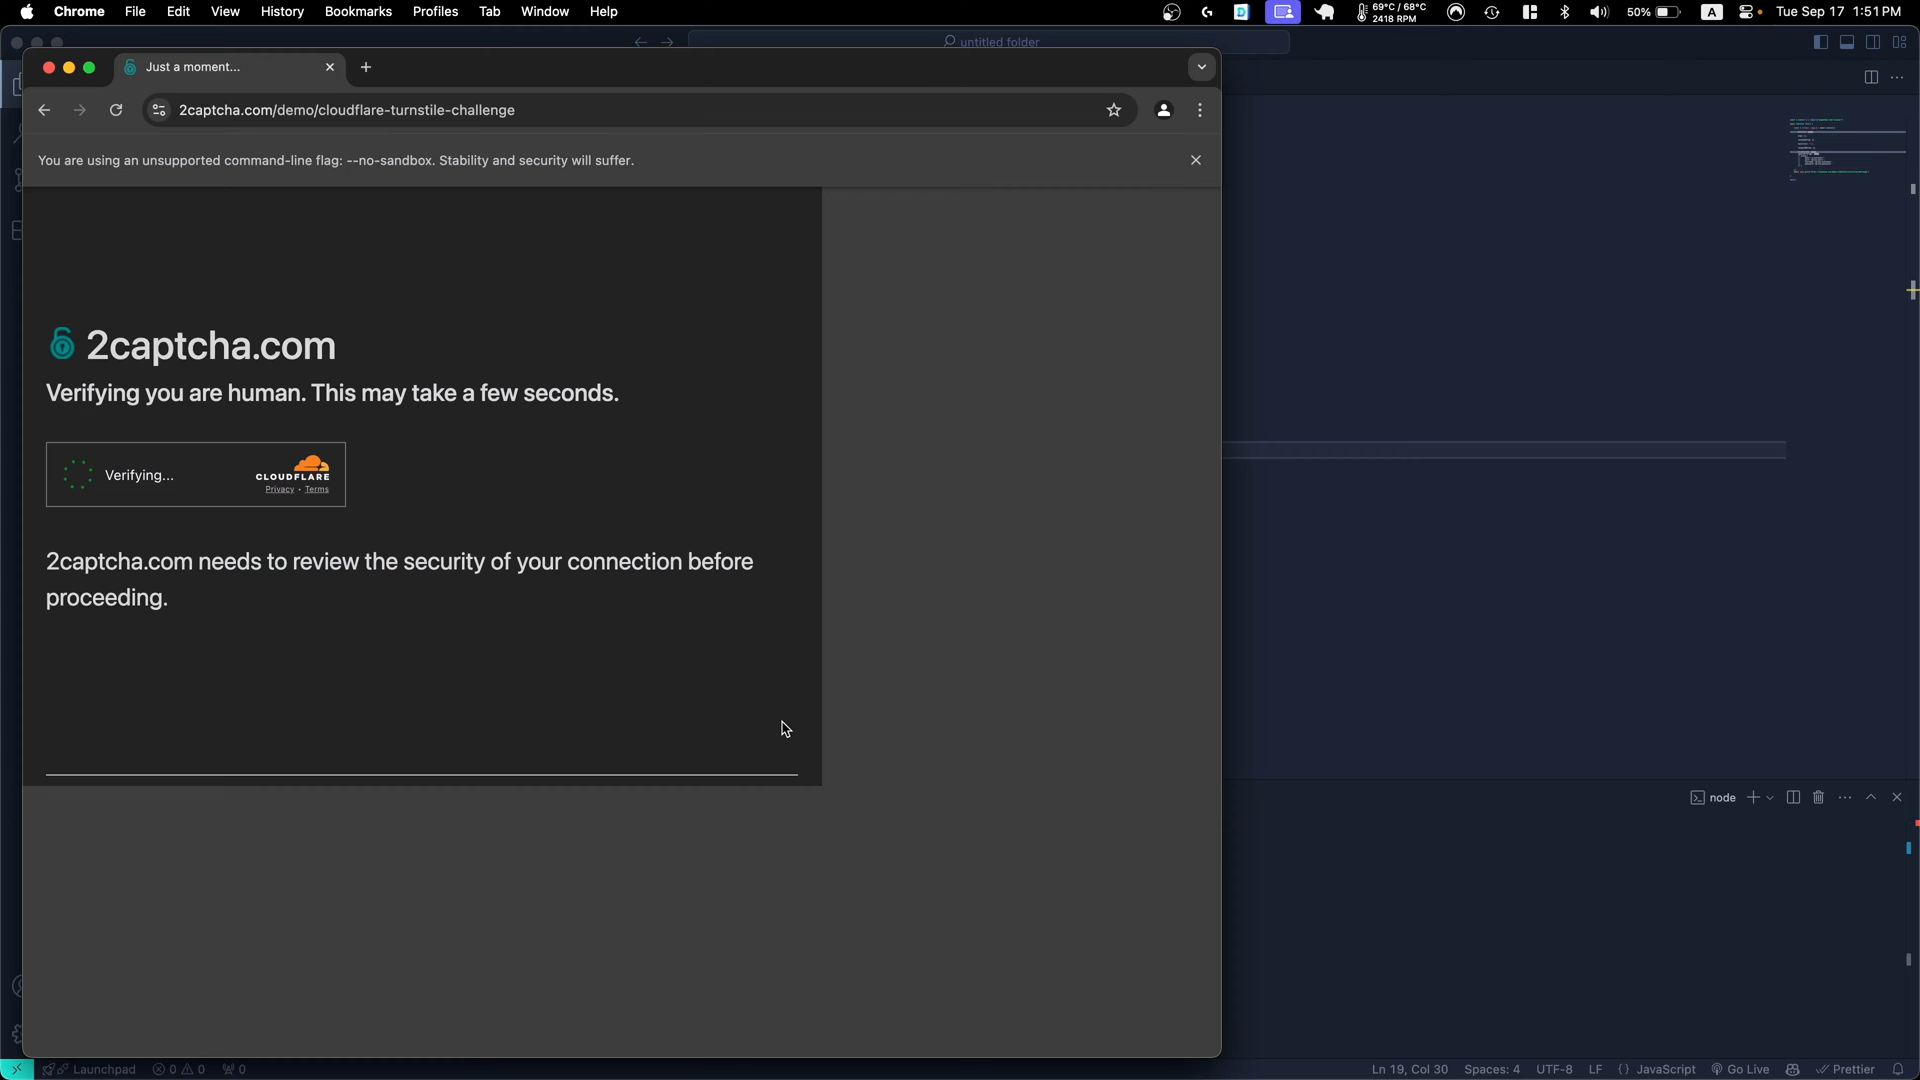 Chrome File Edit View History Bookmarks Profiles Tab Window Help
69°C / 68°C
2418 RPM
50%
A
Tue Sep 17 1:51 PM
untitled folder
Just a moment...
2captcha.com/demo/cloudflare-turnstile-challenge
You are using an unsupported command-line flag: --no-sandbox. Stability and security will suffer.
2captcha.com
Verifying you are human. This may take a few seconds.
Verifying...
CLOUDFLARE
Privacy • Terms
2captcha.com needs to review the security of your connection before
proceeding.
node
Launchpad 0 0 0
Ln 19, Col 30 Spaces: 4 UTF-8 LF {} JavaScript Go Live Prettier